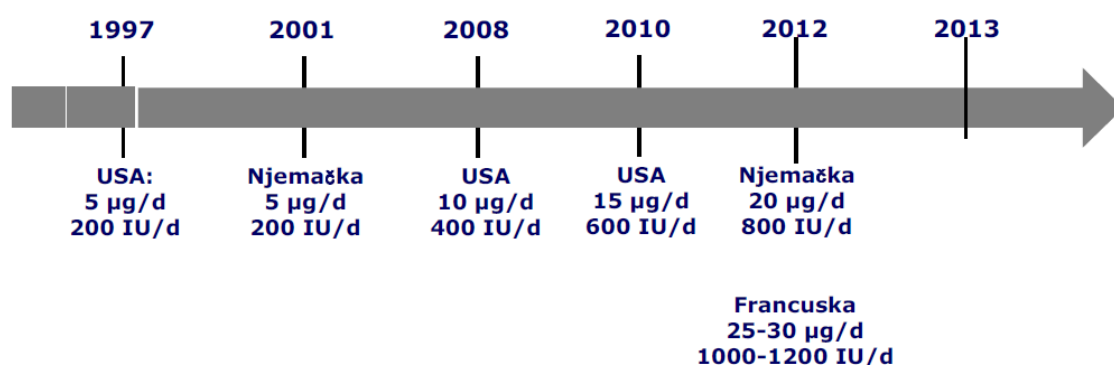 1997 2001 2008 2010 2012 2013
USA:
5 µg/d
200 IU/d
Njemačka
5 µg/d
200 IU/d
USA
10 µg/d
400 IU/d
USA
15 µg/d
600 IU/d
Njemačka
20 µg/d
800 IU/d
Francuska
25-30 µg/d
1000-1200 IU/d